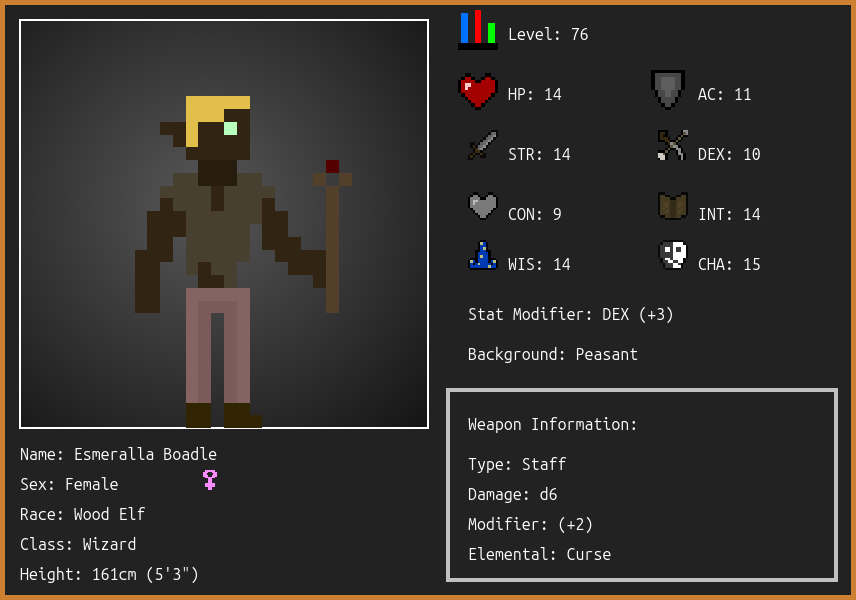 Level: 76
HP: 14
AC: 11
STR: 14
DEX: 10
CON: 9
INT: 14
WIS: 14
CHA: 15
Stat Modifier: DEX (+3)
Background: Peasant
Weapon Information:
Type: Staff
Damage: d6
Modifier: (+2)
Elemental: Curse
Name: Esmeralla Boadle
Sex: Female
Race: Wood Elf
Class: Wizard
Height: 161cm (5'3")